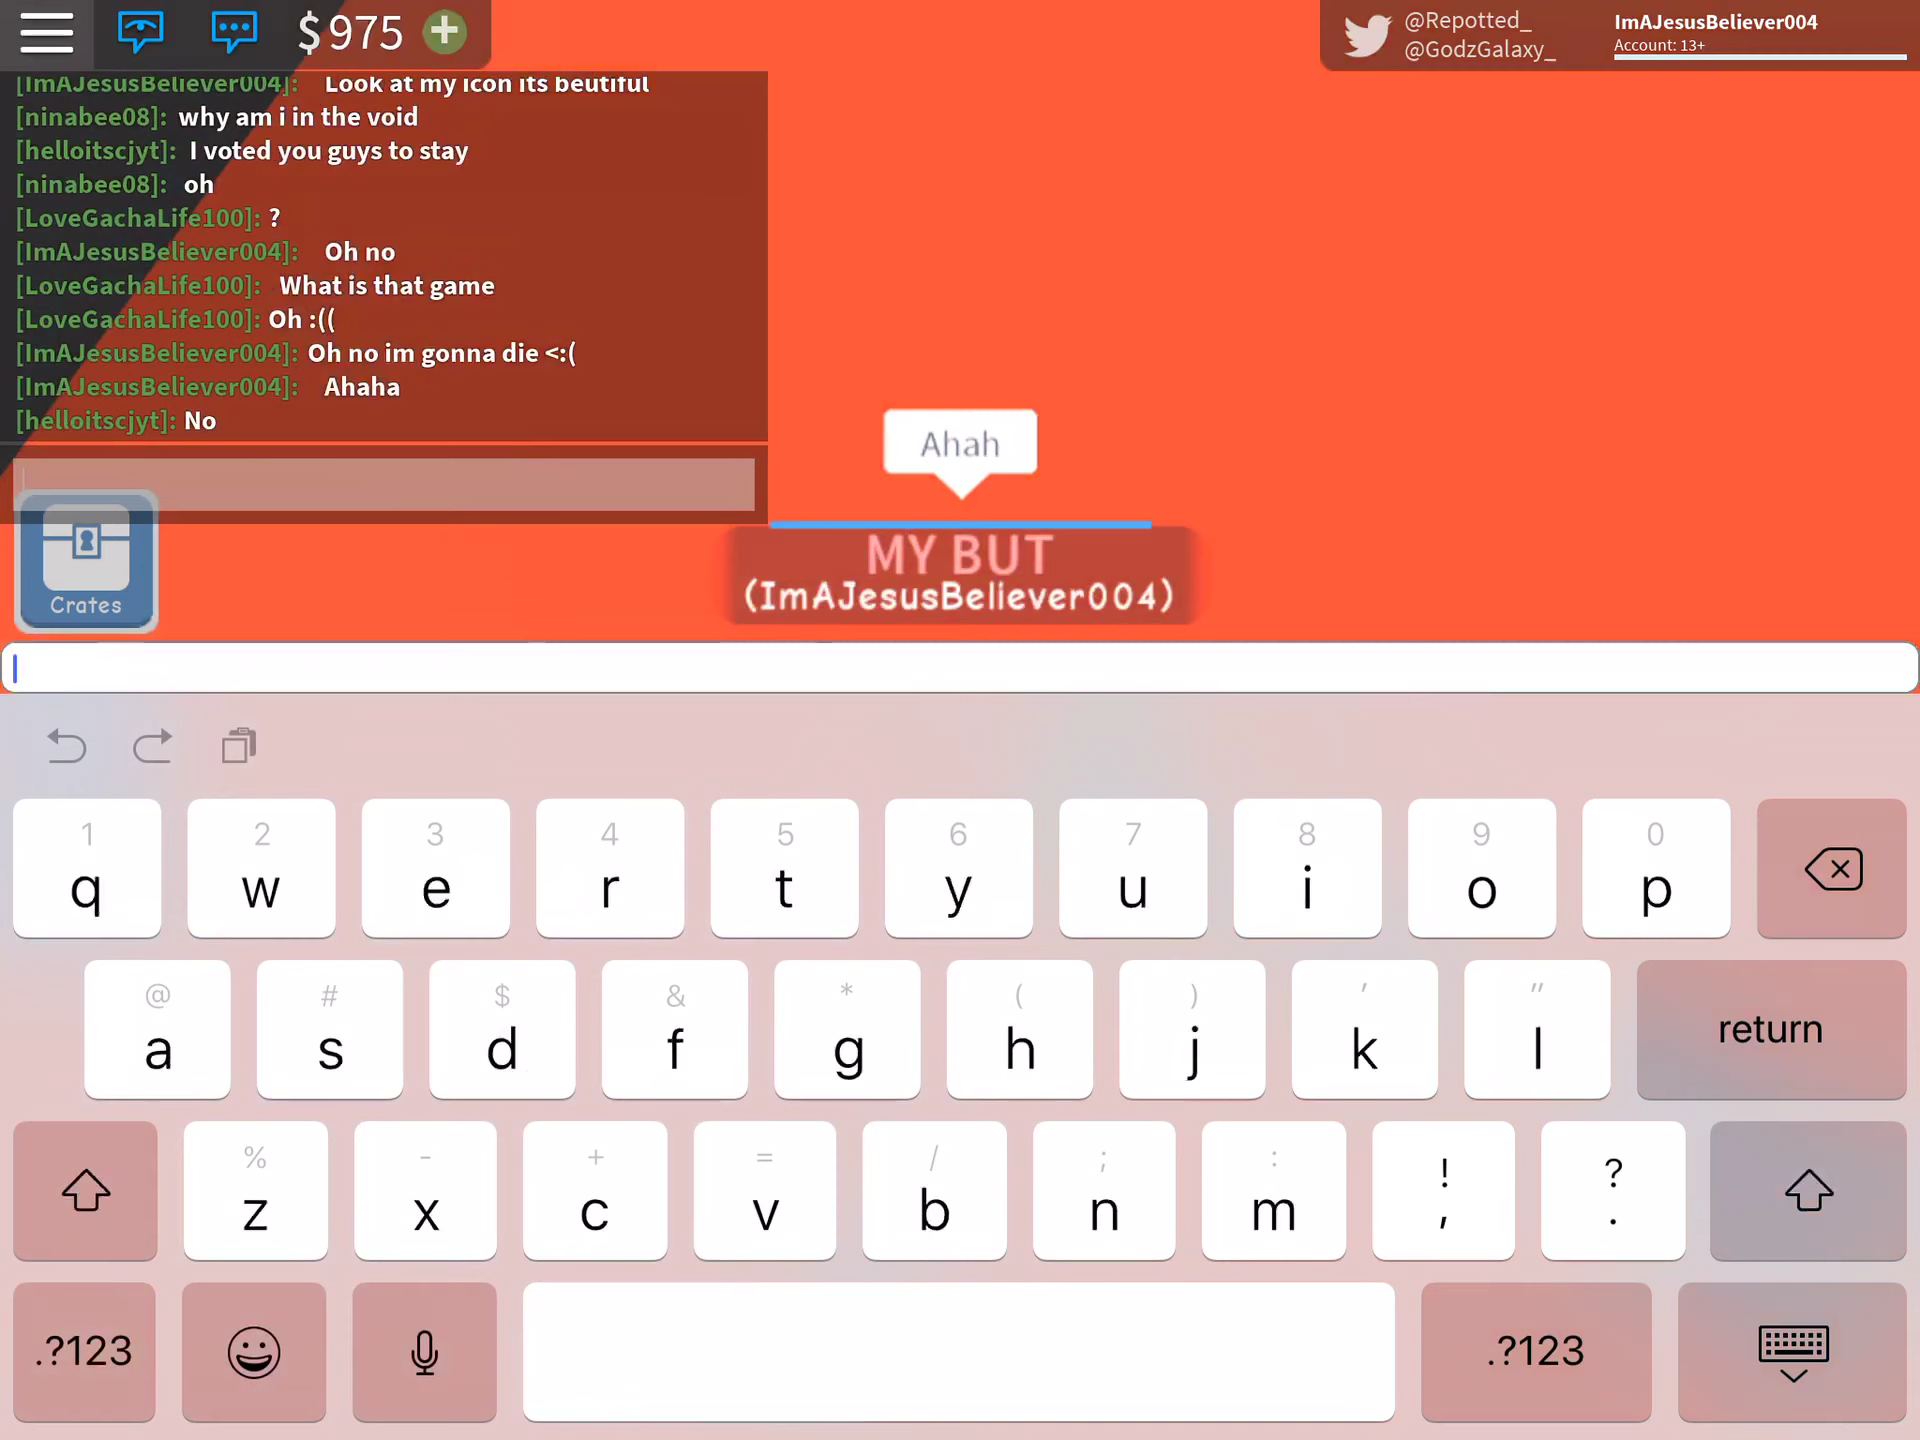 $975
@Repotted_
@GodzGalaxy_
ImAJesusBeliever004
Account: 13+
[ImAJesusBeliever004]: Look at my icon its beutiful
[ninabee08]: why am i in the void
[helloitscjyt]: I voted you guys to stay
[ninabee08]: oh
[LoveGachaLife100]: ?
[ImAJesusBeliever004]: Oh no
[LoveGachaLife100]: What is that game
[LoveGachaLife100]: Oh :((
[ImAJesusBeliever004]: Oh no im gonna die <:(
[ImAJesusBeliever004]: Ahaha
[helloitscjyt]: No
Ahah
MY BUT
(ImAJesusBeliever004)
Crates
1 2 3 4 5 6 7 8 9 0
q w e r t y u i o p
@ # $ & * ( ) ' "
a s d f g h j k l return
% - + = / ; : ! ?
z x c v b n m , .
.?123 .?123